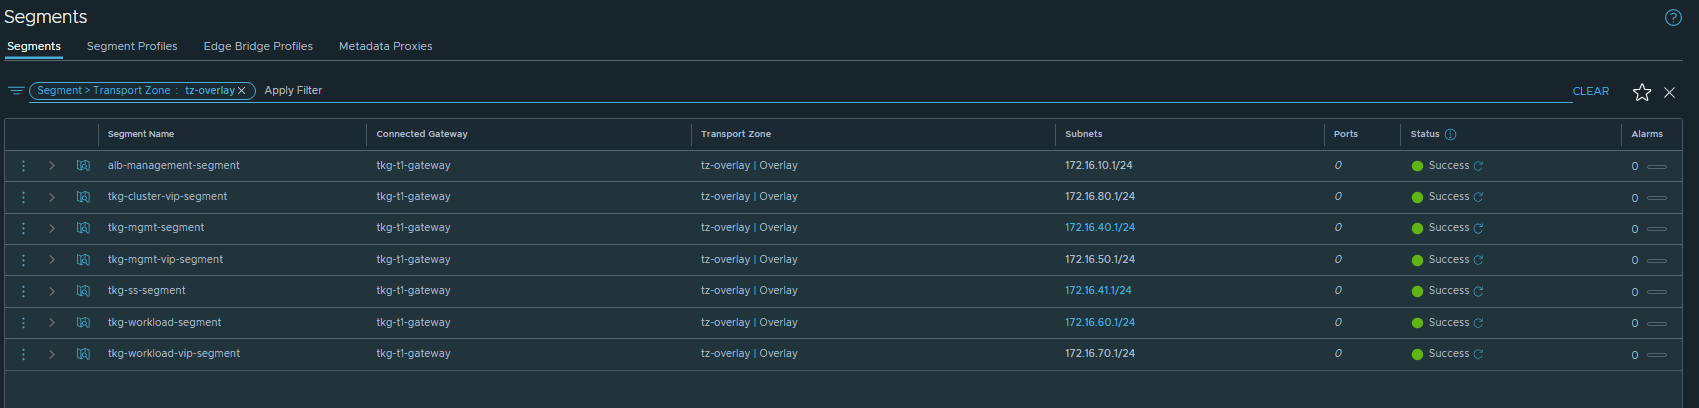 Segments
Segments Segment Profiles Edge Bridge Profiles Metadata Proxies
Segment > Transport Zone : tz-overlay Apply Filter CLEAR
Segment Name Connected Gateway Transport Zone Subnets Ports Status Alarms
alb-management-segment tkg-t1-gateway tz-overlay | Overlay 172.16.10.1/24 0 Success 0
tkg-cluster-vip-segment tkg-t1-gateway tz-overlay | Overlay 172.16.80.1/24 0 Success 0
tkg-mgmt-segment tkg-t1-gateway tz-overlay | Overlay 172.16.40.1/24 0 Success 0
tkg-mgmt-vip-segment tkg-t1-gateway tz-overlay | Overlay 172.16.50.1/24 0 Success 0
tkg-ss-segment tkg-t1-gateway tz-overlay | Overlay 172.16.41.1/24 0 Success 0
tkg-workload-segment tkg-t1-gateway tz-overlay | Overlay 172.16.60.1/24 0 Success 0
tkg-workload-vip-segment tkg-t1-gateway tz-overlay | Overlay 172.16.70.1/24 0 Success 0